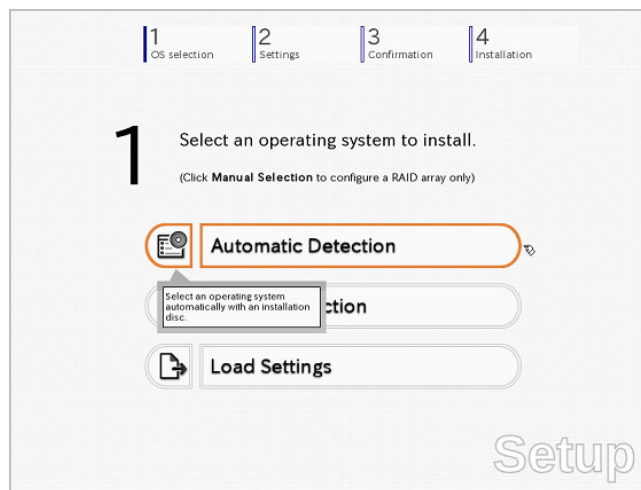 1
OS selection
2
Settings
3
Confirmation
4
Installation
1
Select an operating system to install.
(Click Manual Selection to configure a RAID array only)
Automatic Detection
Select an operating system
automatically with an installation
disc.
ction
Load Settings
Setup